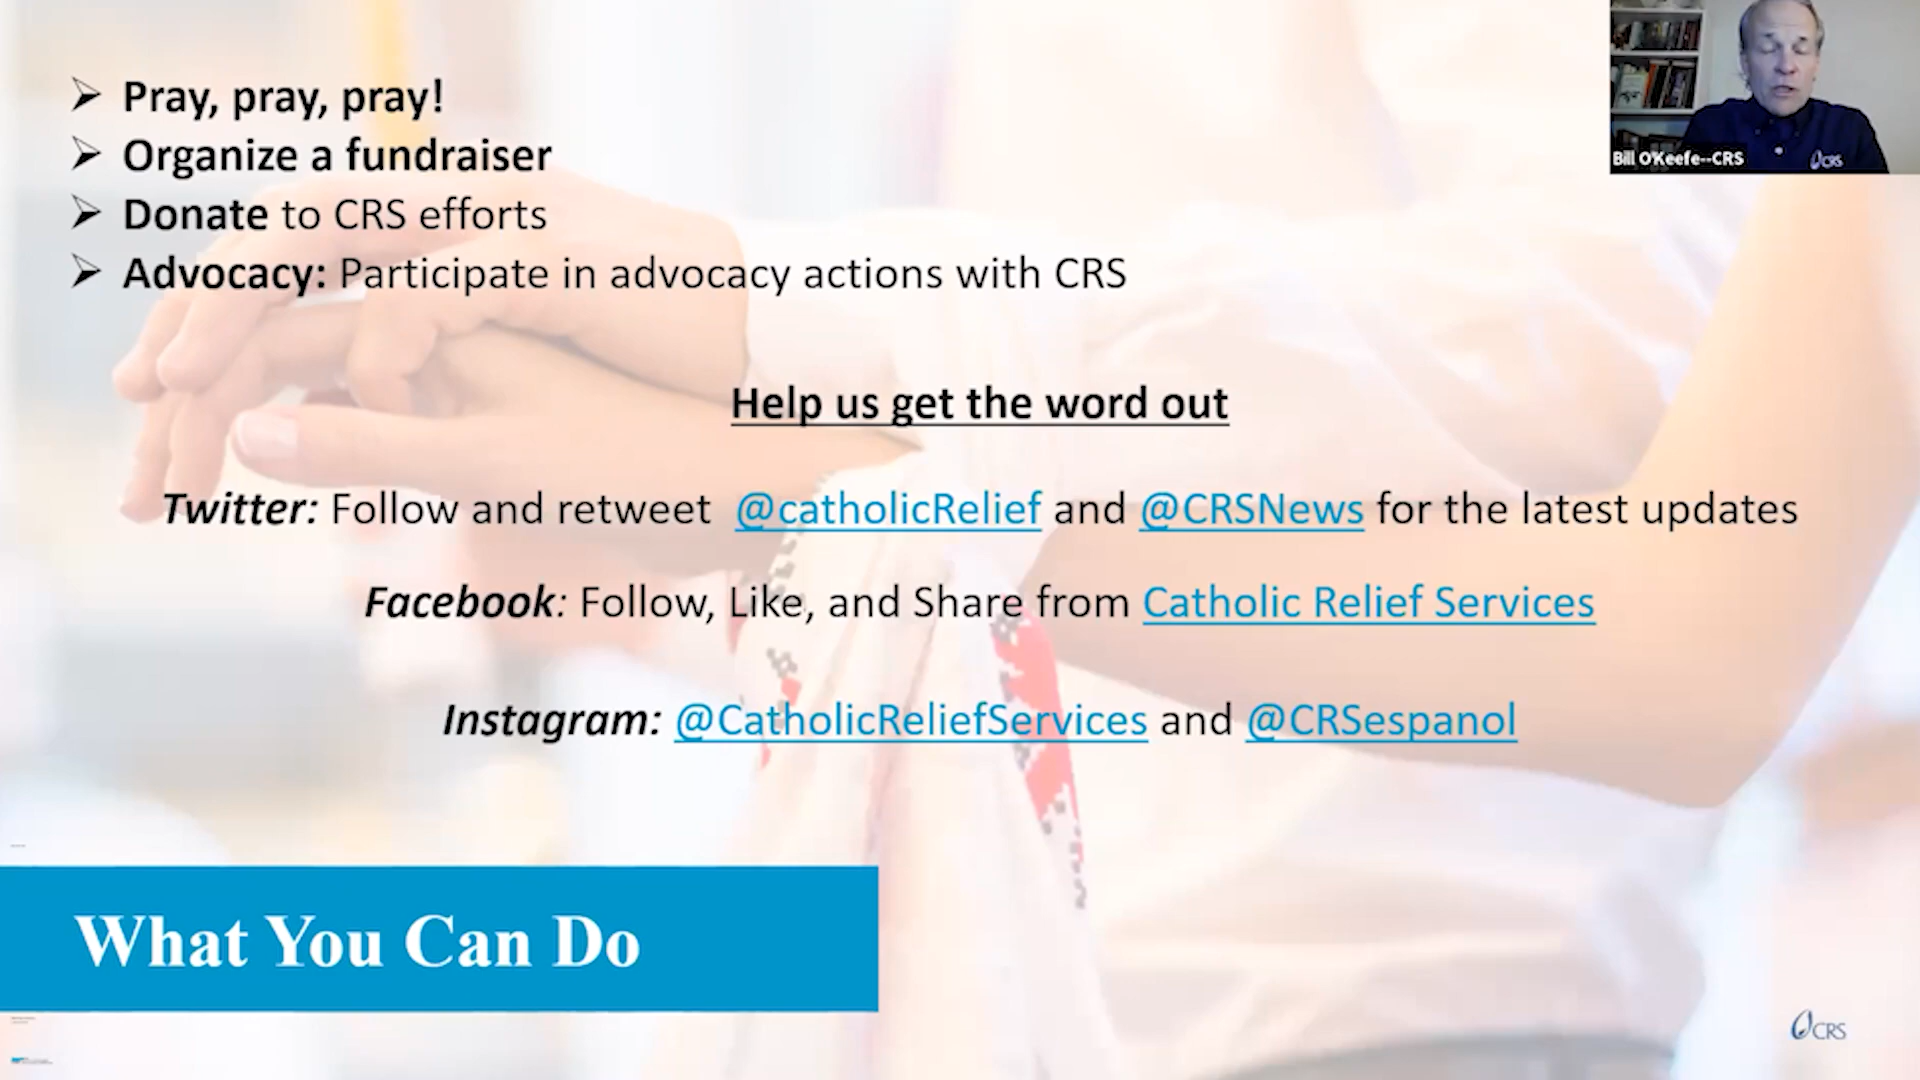 Pray, pray, pray!
Organize a fundraiser
Donate to CRS efforts
Advocacy: Participate in advocacy actions with CRS
Bill O'Keefe--CRS
CRS
Help us get the word out
Twitter: Follow and retweet @catholicRelief and @CRSNews for the latest updates
Facebook: Follow, Like, and Share from Catholic Relief Services
Instagram: @CatholicReliefServices and @CRSespanol
What You Can Do
CRS